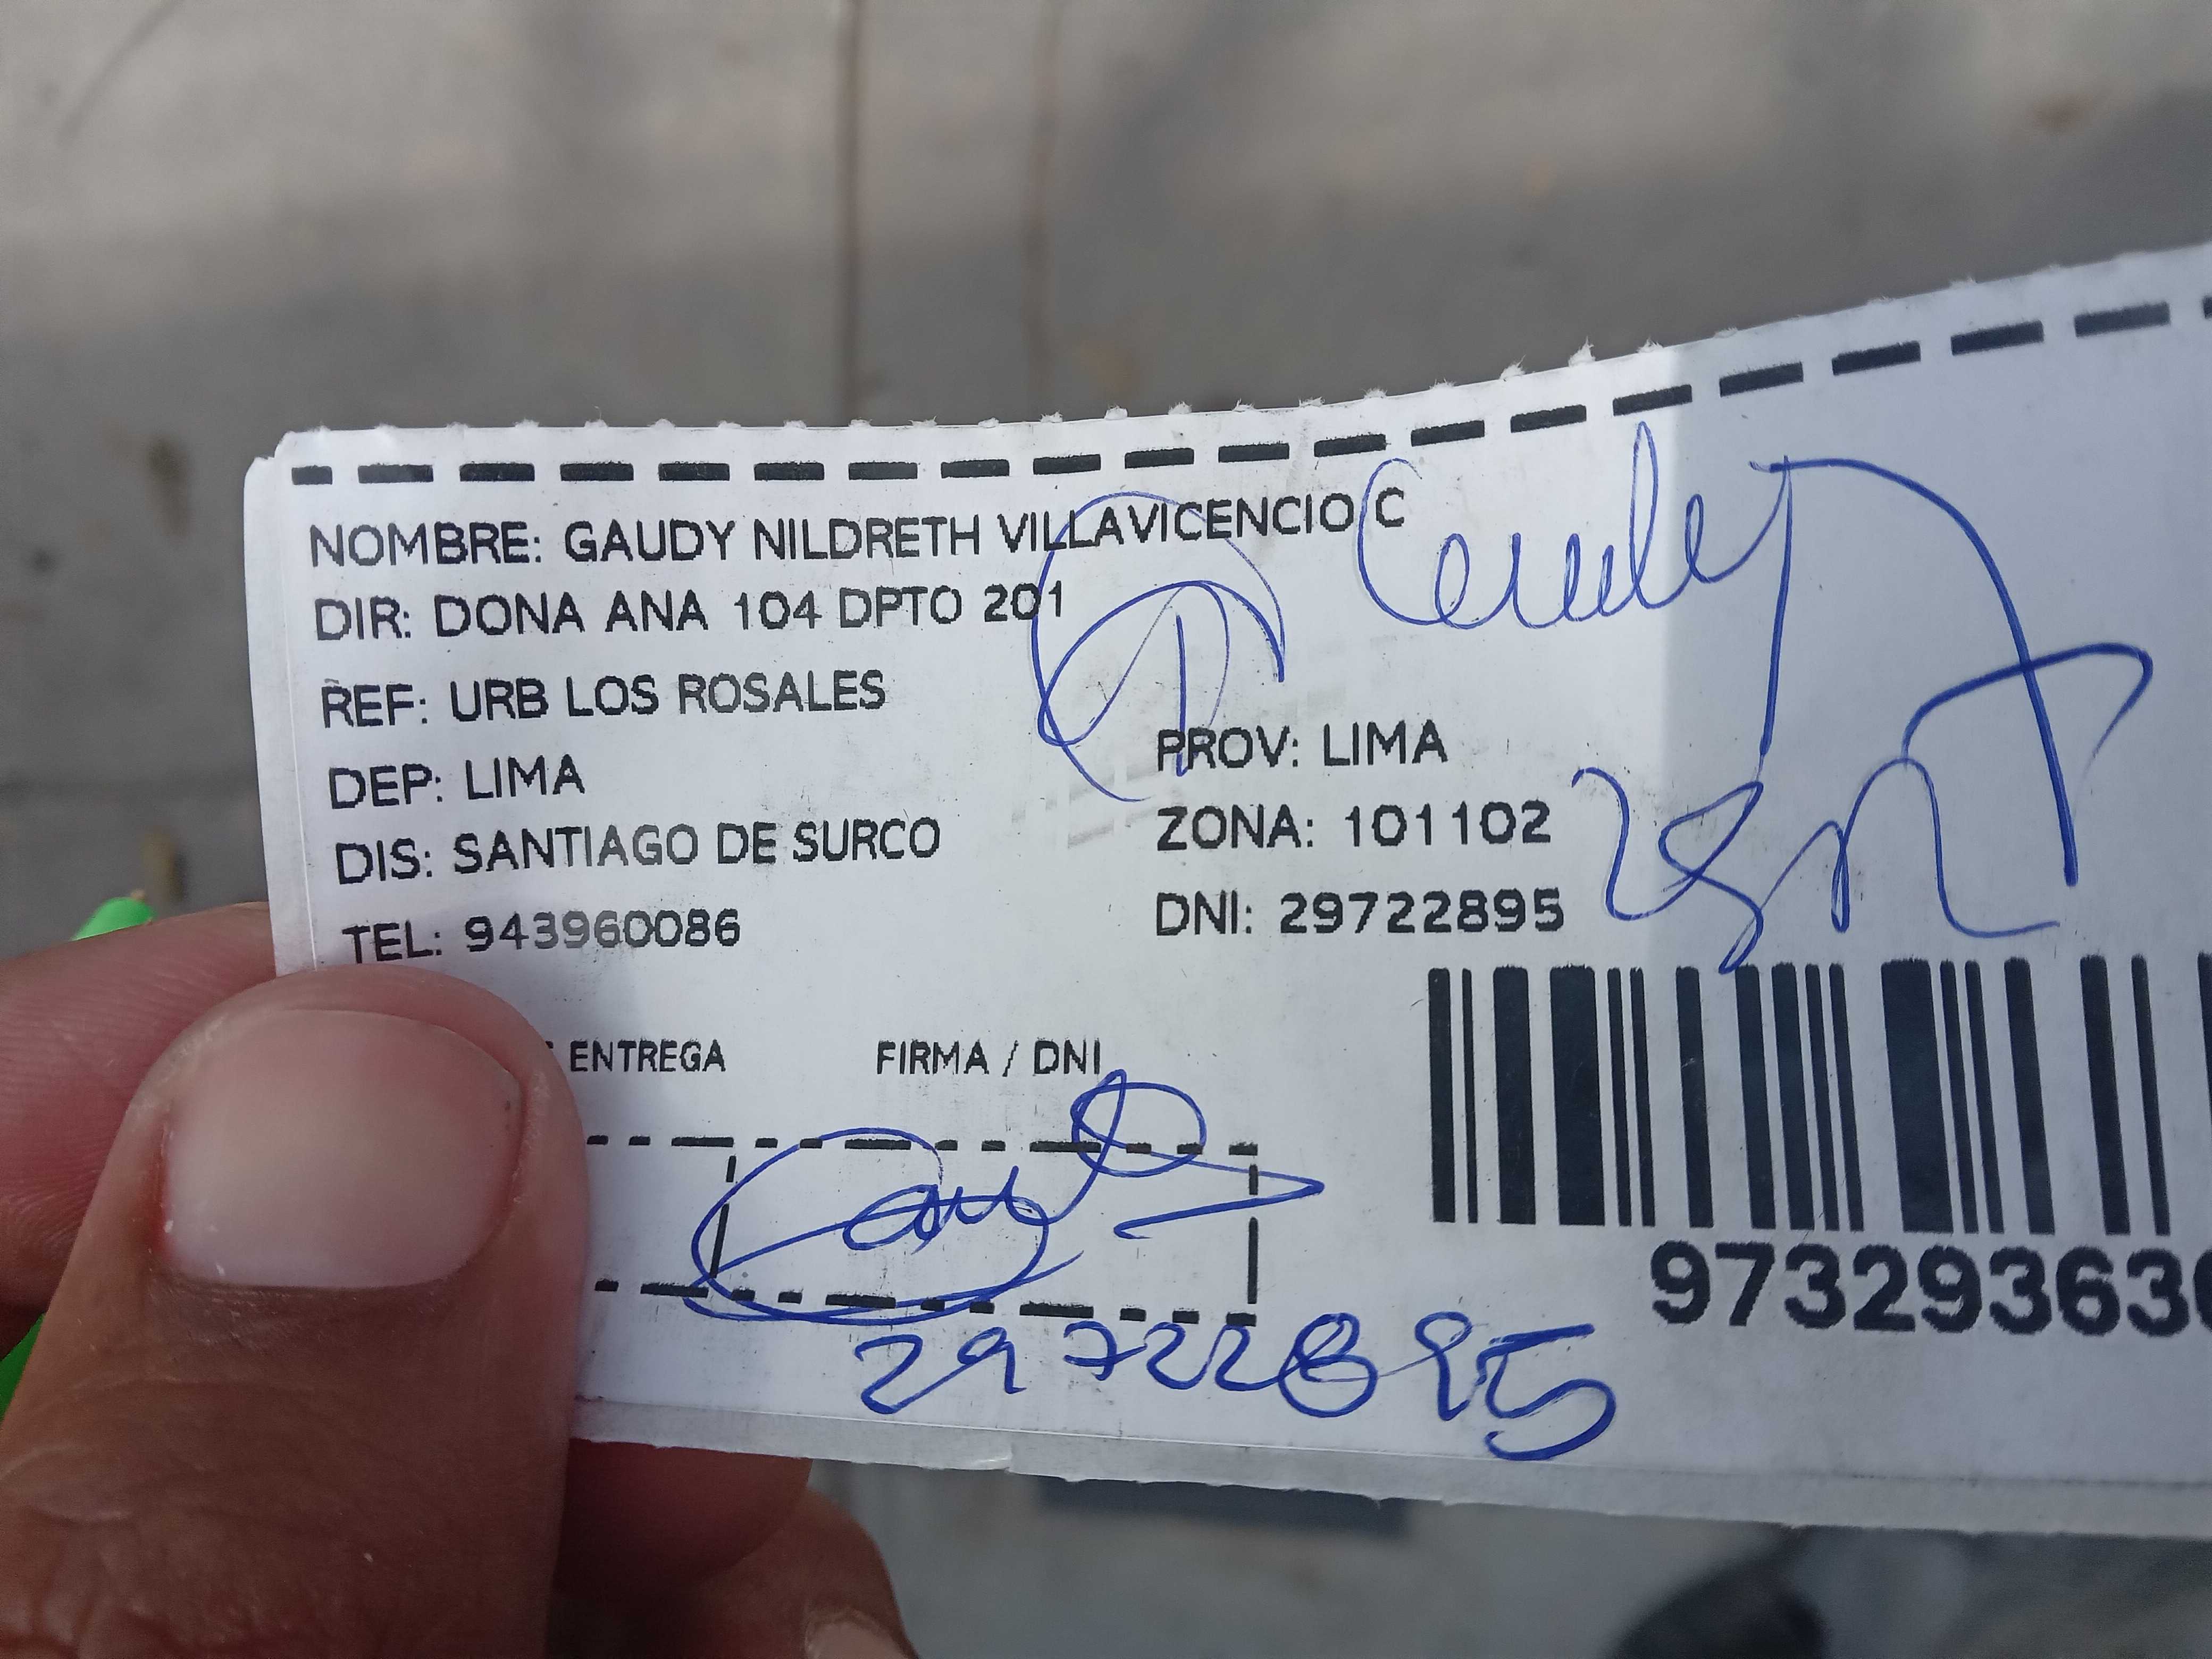 NOMBRE: GAUDY NILDRETH VILLAVICENCIO C
DIR: DONA ANA 104 DPTO 201
REF: URB LOS ROSALES
DEP: LIMA
PROV: LIMA
DIS: SANTIAGO DE SURCO
ZONA: 101102
TEL: 943960086
DNI: 29722895
ENTREGA
FIRMA / DNI
97329363
29722895